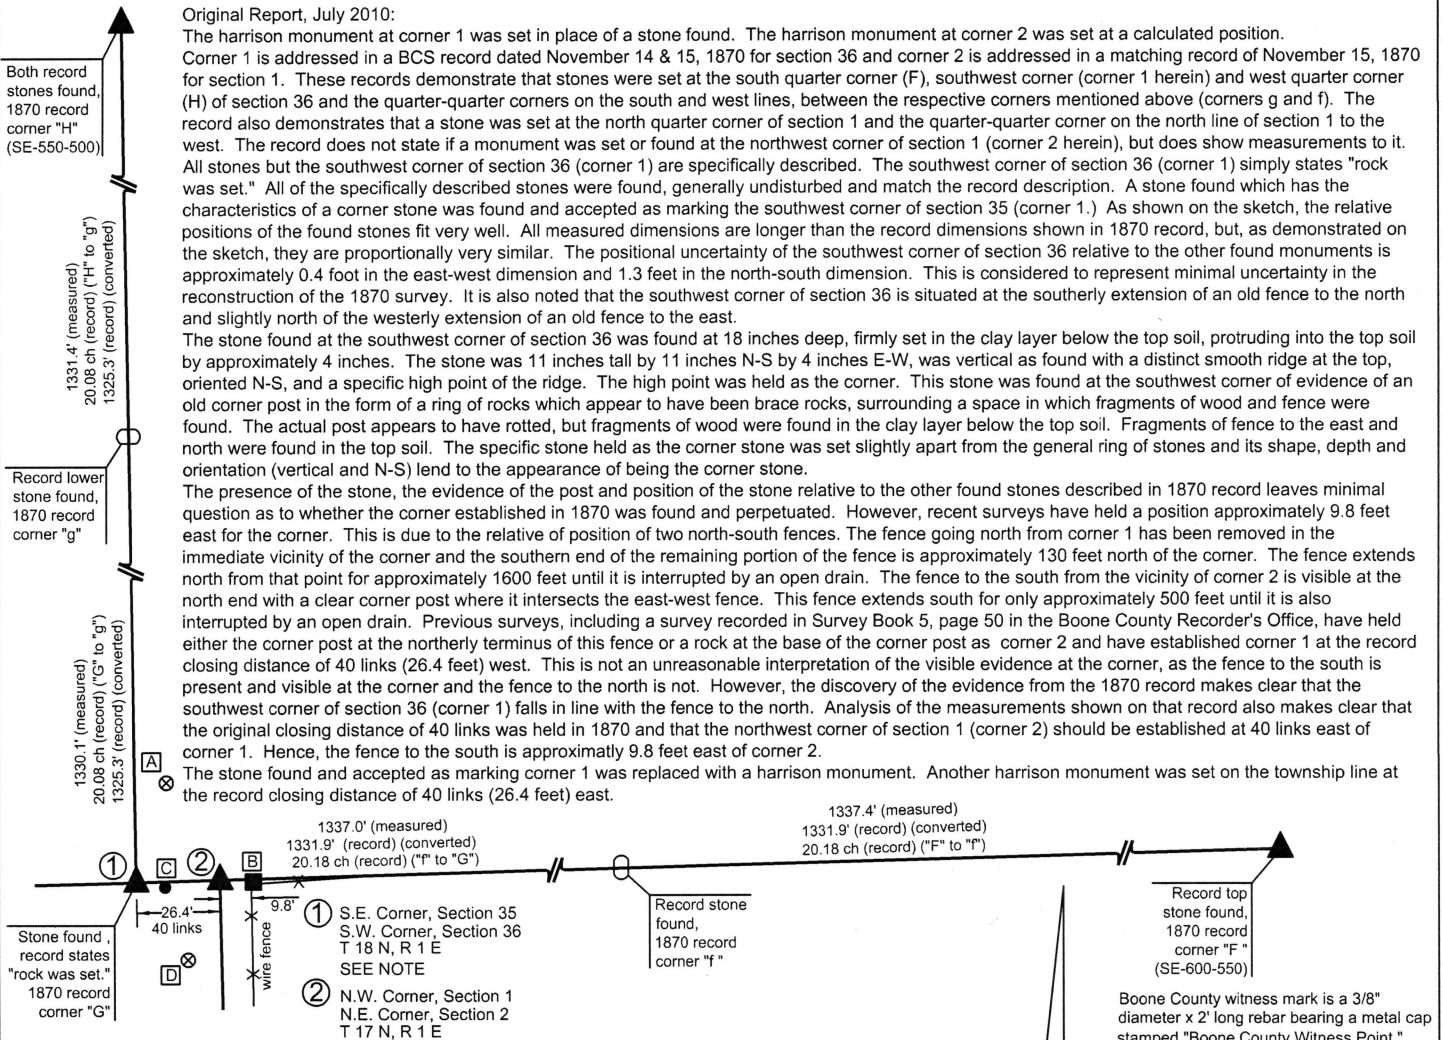 Original Report, July 2010:
The harrison monument at corner 1 was set in place of a stone found. The harrison monument at corner 2 was set at a calculated position.
Corner 1 is addressed in a BCS record dated November 14 & 15, 1870 for section 36 and corner 2 is addressed in a matching record of November 15, 1870
for section 1. These records demonstrate that stones were set at the south quarter corner (F), southwest corner (corner 1 herein) and west quarter corner
(H) of section 36 and the quarter-quarter corners on the south and west lines, between the respective corners mentioned above (corners g and f). The
record also demonstrates that a stone was set at the north quarter corner of section 1 and the quarter-quarter corner on the north line of section 1 to the
west. The record does not state if a monument was set or found at the northwest corner of section 1 (corner 2 herein), but does show measurements to it.
All stones but the southwest corner of section 36 (corner 1) are specifically described. The southwest corner of section 36 (corner 1) simply states "rock
was set." All of the specifically described stones were found, generally undisturbed and match the record description. A stone found which has the
characteristics of a corner stone was found and accepted as marking the southwest corner of section 35 (corner 1.) As shown on the sketch, the relative
positions of the found stones fit very well. All measured dimensions are longer than the record dimensions shown in 1870 record, but, as demonstrated on
the sketch, they are proportionally very similar. The positional uncertainty of the southwest corner of section 36 relative to the other found monuments is
approximately 0.4 foot in the east-west dimension and 1.3 feet in the north-south dimension. This is considered to represent minimal uncertainty in the
reconstruction of the 1870 survey. It is also noted that the southwest corner of section 36 is situated at the southerly extension of an old fence to the north
and slightly north of the westerly extension of an old fence to the east.
The stone found at the southwest corner of section 36 was found at 18 inches deep, firmly set in the clay layer below the top soil, protruding into the top soil
by approximately 4 inches. The stone was 11 inches tall by 11 inches N-S by 4 inches E-W, was vertical as found with a distinct smooth ridge at the top,
oriented N-S, and a specific high point of the ridge. The high point was held as the corner. This stone was found at the southwest corner of evidence of an
old corner post in the form of a ring of rocks which appear to have been brace rocks, surrounding a space in which fragments of wood and fence were
found. The actual post appears to have rotted, but fragments of wood were found in the clay layer below the top soil. Fragments of fence to the east and
north were found in the top soil. The specific stone held as the corner stone was set slightly apart from the general ring of stones and its shape, depth and
orientation (vertical and N-S) lend to the appearance of being the corner stone.
The presence of the stone, the evidence of the post and position of the stone relative to the other found stones described in 1870 record leaves minimal
question as to whether the corner established in 1870 was found and perpetuated. However, recent surveys have held a position approximately 9.8 feet
east for the corner. This is due to the relative of position of two north-south fences. The fence going north from corner 1 has been removed in the
immediate vicinity of the corner and the southern end of the remaining portion of the fence is approximately 130 feet north of the corner. The fence extends
north from that point for approximately 1600 feet until it is interrupted by an open drain. The fence to the south from the vicinity of corner 2 is visible at the
north end with a clear corner post where it intersects the east-west fence. This fence extends south for only approximately 500 feet until it is also
interrupted by an open drain. Previous surveys, including a survey recorded in Survey Book 5, page 50 in the Boone County Recorder's Office, have held
either the corner post at the northerly terminus of this fence or a rock at the base of the corner post as corner 2 and have established corner 1 at the record
closing distance of 40 links (26.4 feet) west. This is not an unreasonable interpretation of the visible evidence at the corner, as the fence to the south is
present and visible at the corner and the fence to the north is not. However, the discovery of the evidence from the 1870 record makes clear that the
southwest corner of section 36 (corner 1) falls in line with the fence to the north. Analysis of the measurements shown on that record also makes clear that
the original closing distance of 40 links was held in 1870 and that the northwest corner of section 1 (corner 2) should be established at 40 links east of
corner 1. Hence, the fence to the south is approximatly 9.8 feet east of corner 2.
The stone found and accepted as marking corner 1 was replaced with a harrison monument. Another harrison monument was set on the township line at
the record closing distance of 40 links (26.4 feet) east.
Both record
stones found,
1870 record
corner "H"
(SE-550-500)
1331.4' (measured)
20.08 ch (record) ("H" to "g")
1325.3' (record) (converted)
Record lower
stone found,
1870 record
corner "g"
1330.1' (measured)
20.08 ch (record) ("G" to "g")
1325.3' (record) (converted)
A
1337.0' (measured)
1331.9' (record) (converted)
20.18 ch (record) ("f" to "G")
1337.4' (measured)
1331.9' (record) (converted)
20.18 ch (record) ("F" to "f")
1
C
2
B
26.4'
40 links
9.8'
wire fence
D
Stone found ,
record states
"rock was set."
1870 record
corner "G"
1 S.E. Corner, Section 35
S.W. Corner, Section 36
T 18 N, R 1 E
SEE NOTE
2 N.W. Corner, Section 1
N.E. Corner, Section 2
T 17 N, R 1 E
Record stone
found,
1870 record
corner "f "
Record top
stone found,
1870 record
corner "F "
(SE-600-550)
Boone County witness mark is a 3/8"
diameter x 2' long rebar bearing a metal cap
stamped "Boone County Witness Point."